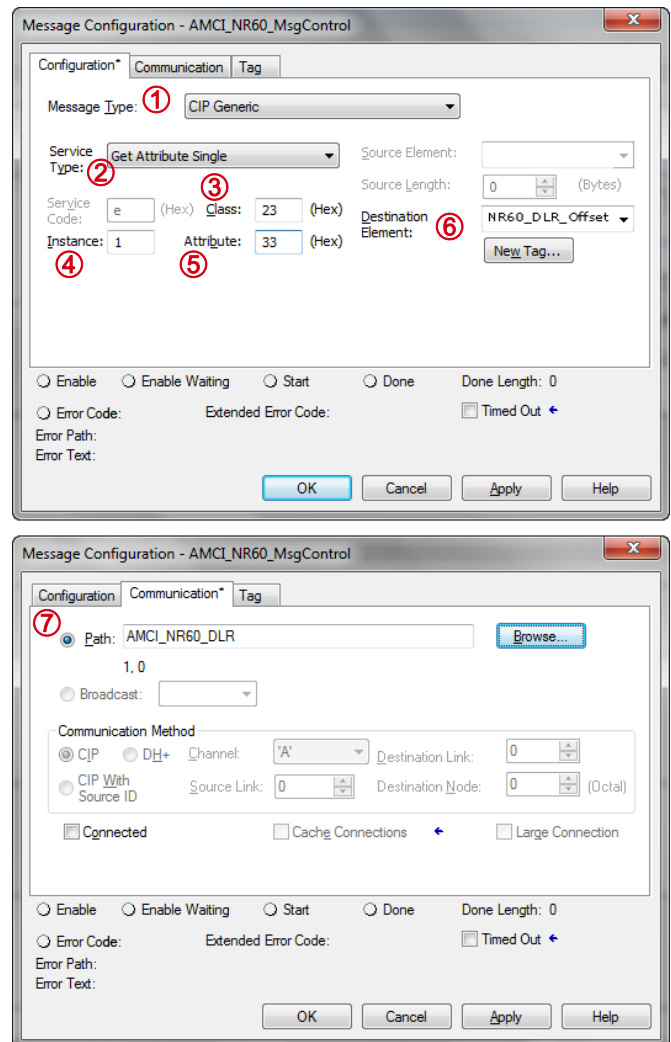 Message Configuration - AMCI_NR60_MsgControl
Configuration* Communication Tag
Message Type: ① CIP Generic
Service Type: ② Get Attribute Single
Source Element:
Source Length: 0 (Bytes)
Service Code: e (Hex) ③ Class: 23 (Hex)
Destination Element: ⑥ NR60_DLR_Offset
Instance: 1 Attribute: 33 (Hex)
④ ⑤
New Tag...
Enable Enable Waiting Start Done Done Length: 0
Error Code: Extended Error Code: Timed Out
Error Path:
Error Text:
OK Cancel Apply Help
Message Configuration - AMCI_NR60_MsgControl
Configuration Communication* Tag
⑦ Path: AMCI_NR60_DLR Browse...
1, 0
Broadcast:
Communication Method
CIP DH+ Channel: 'A' Destination Link: 0
CIP With Source ID Source Link: 0 Destination Node: 0 (Octal)
Connected Cache Connections Large Connection
Enable Enable Waiting Start Done Done Length: 0
Error Code: Extended Error Code: Timed Out
Error Path:
Error Text:
OK Cancel Apply Help